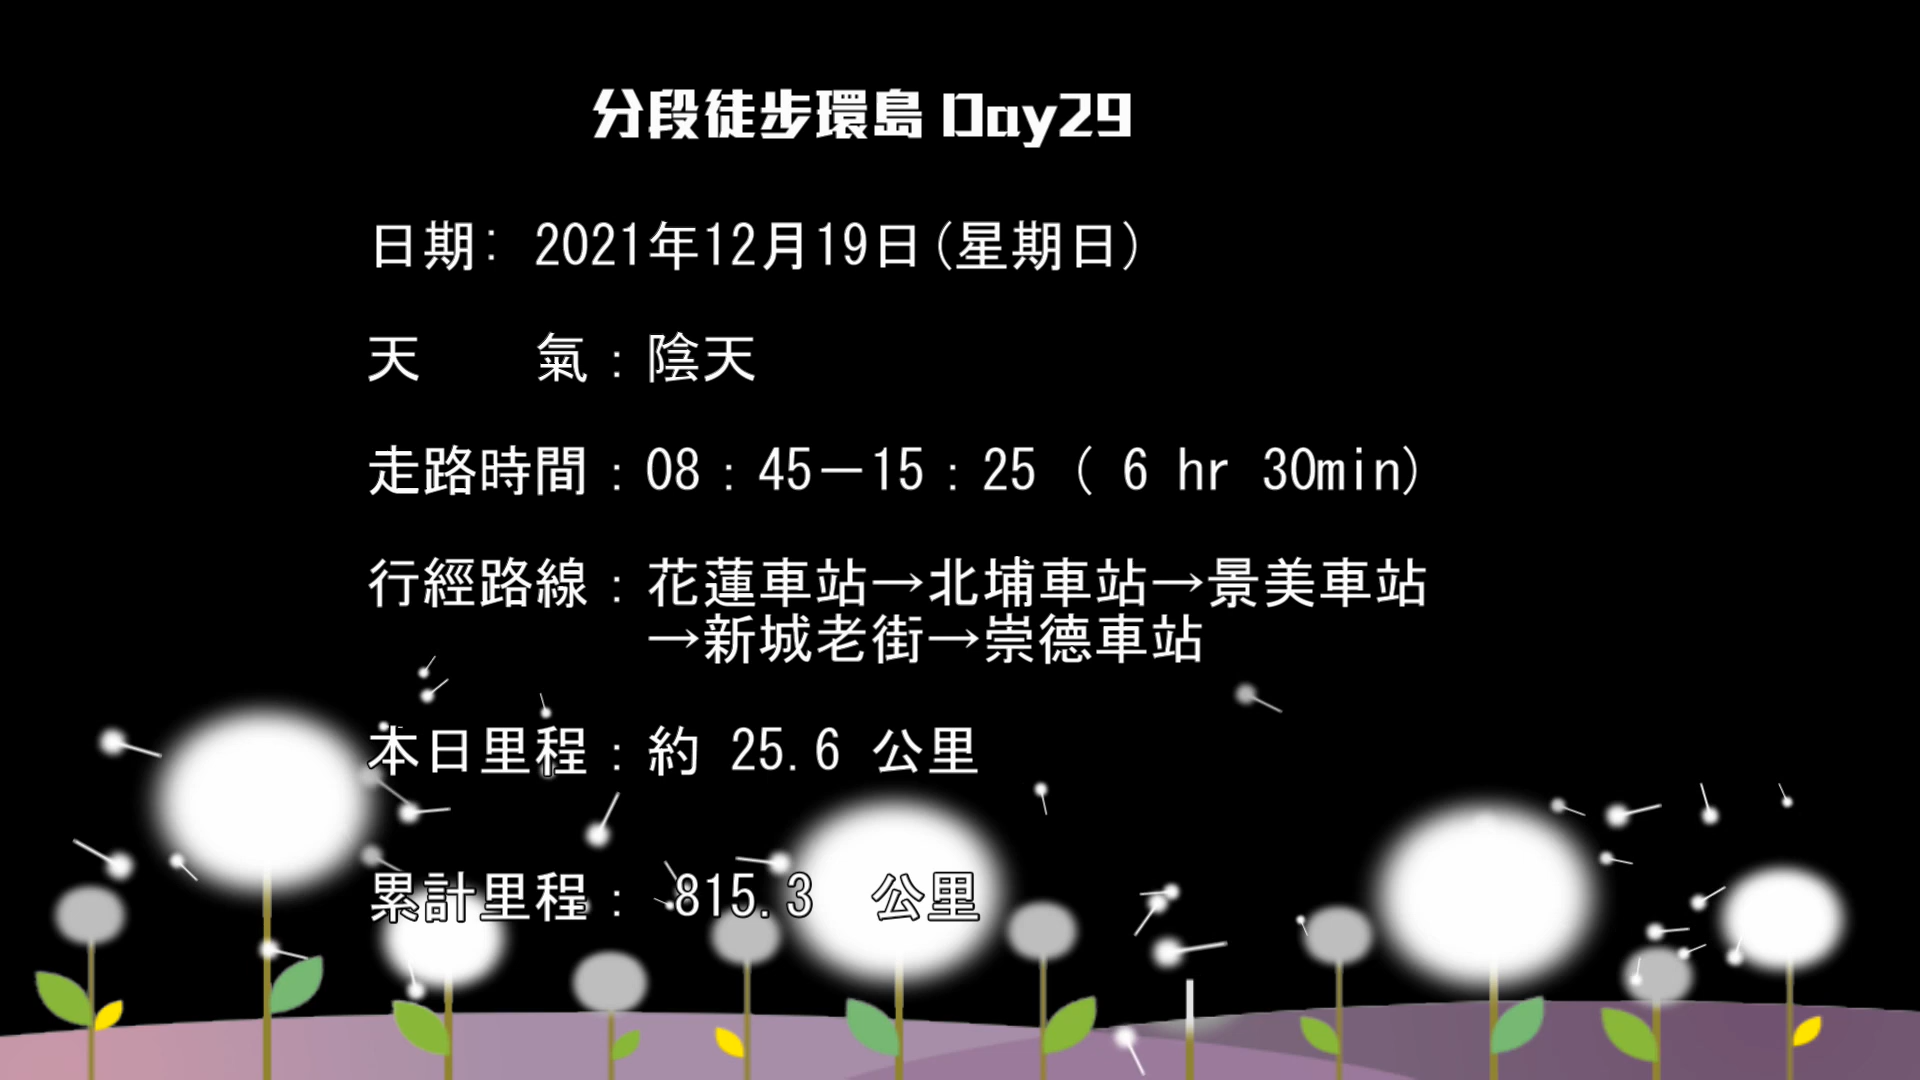 分段徒步環島 Day29
日期: 2021年12月19日(星期日)
天　　氣：陰天
走路時間：08：45－15：25 ( 6 hr 30min)
行經路線：花蓮車站→北埔車站→景美車站
→新城老街→崇德車站
本日里程：約 25.6 公里
累計里程： 815.3 公里